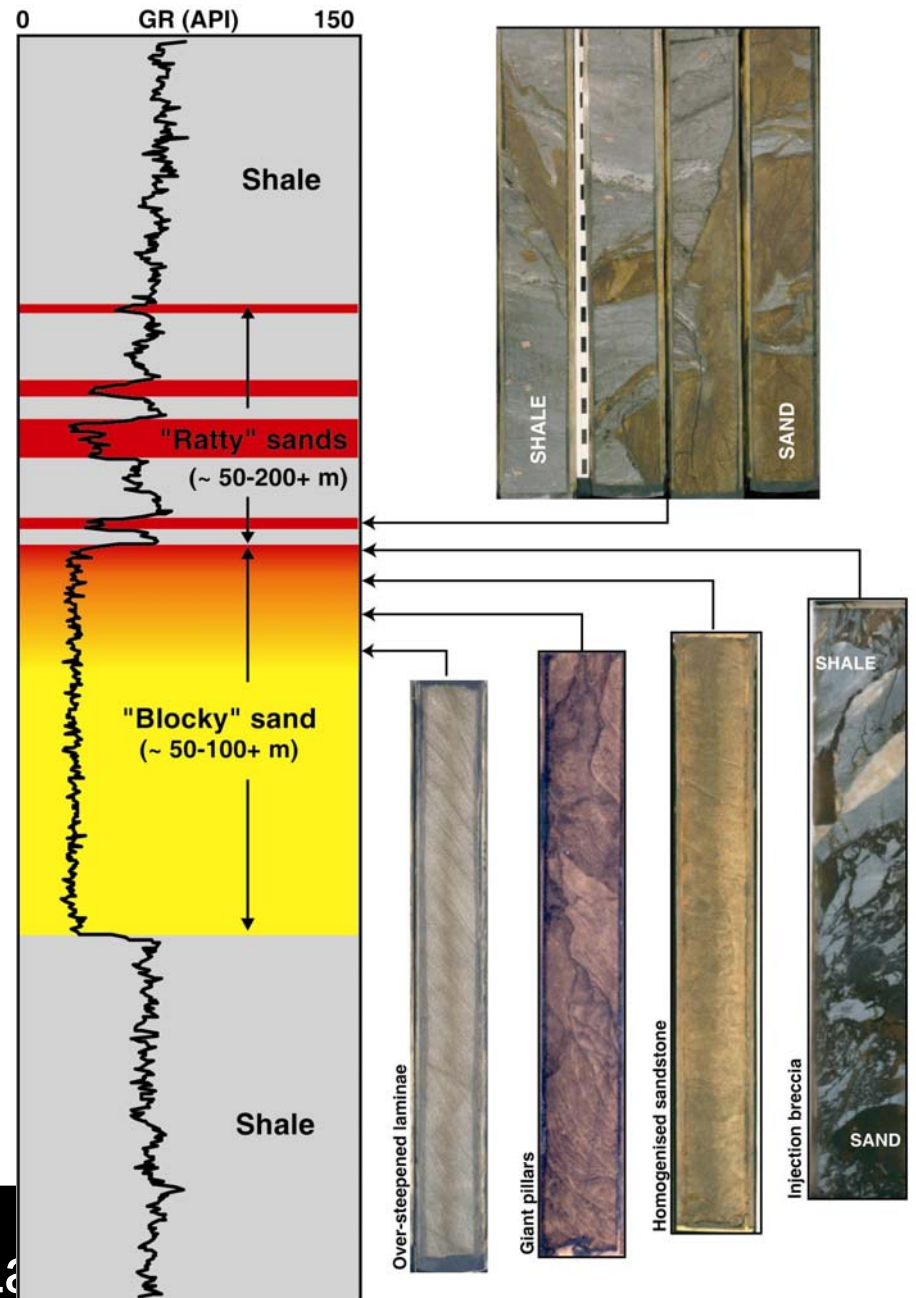 0 GR (API) 150
Shale
"Ratty" sands
(~ 50-200+ m)
"Blocky" sand
(~ 50-100+ m)
Shale
SHALE
SAND
Over-steepened laminae
Giant pillars
Homogenised sandstone
Injection breccia
SHALE
SAND